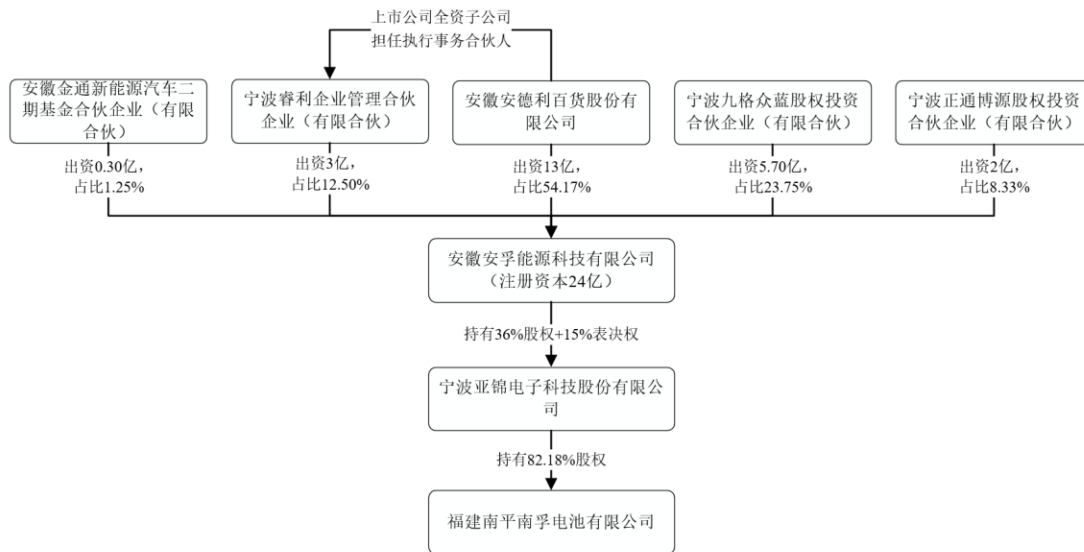 上市公司全资子公司
担任执行事务合伙人
安徽金通新能源汽车二
期基金合伙企业（有限
合伙）
宁波睿利企业管理合伙
企业（有限合伙）
安徽安德利百货股份有
限公司
宁波九格众蓝股权投资
合伙企业（有限合伙）
宁波正通博源股权投资
合伙企业（有限合伙）
出资0.30亿，
占比1.25%
出资3亿，
占比12.50%
出资13亿，
占比54.17%
出资5.70亿，
占比23.75%
出资2亿，
占比8.33%
安徽安孚能源科技有限公司
（注册资本24亿）
持有36%股权+15%表决权
宁波亚锦电子科技股份有限公
司
持有82.18%股权
福建南平南孚电池有限公司